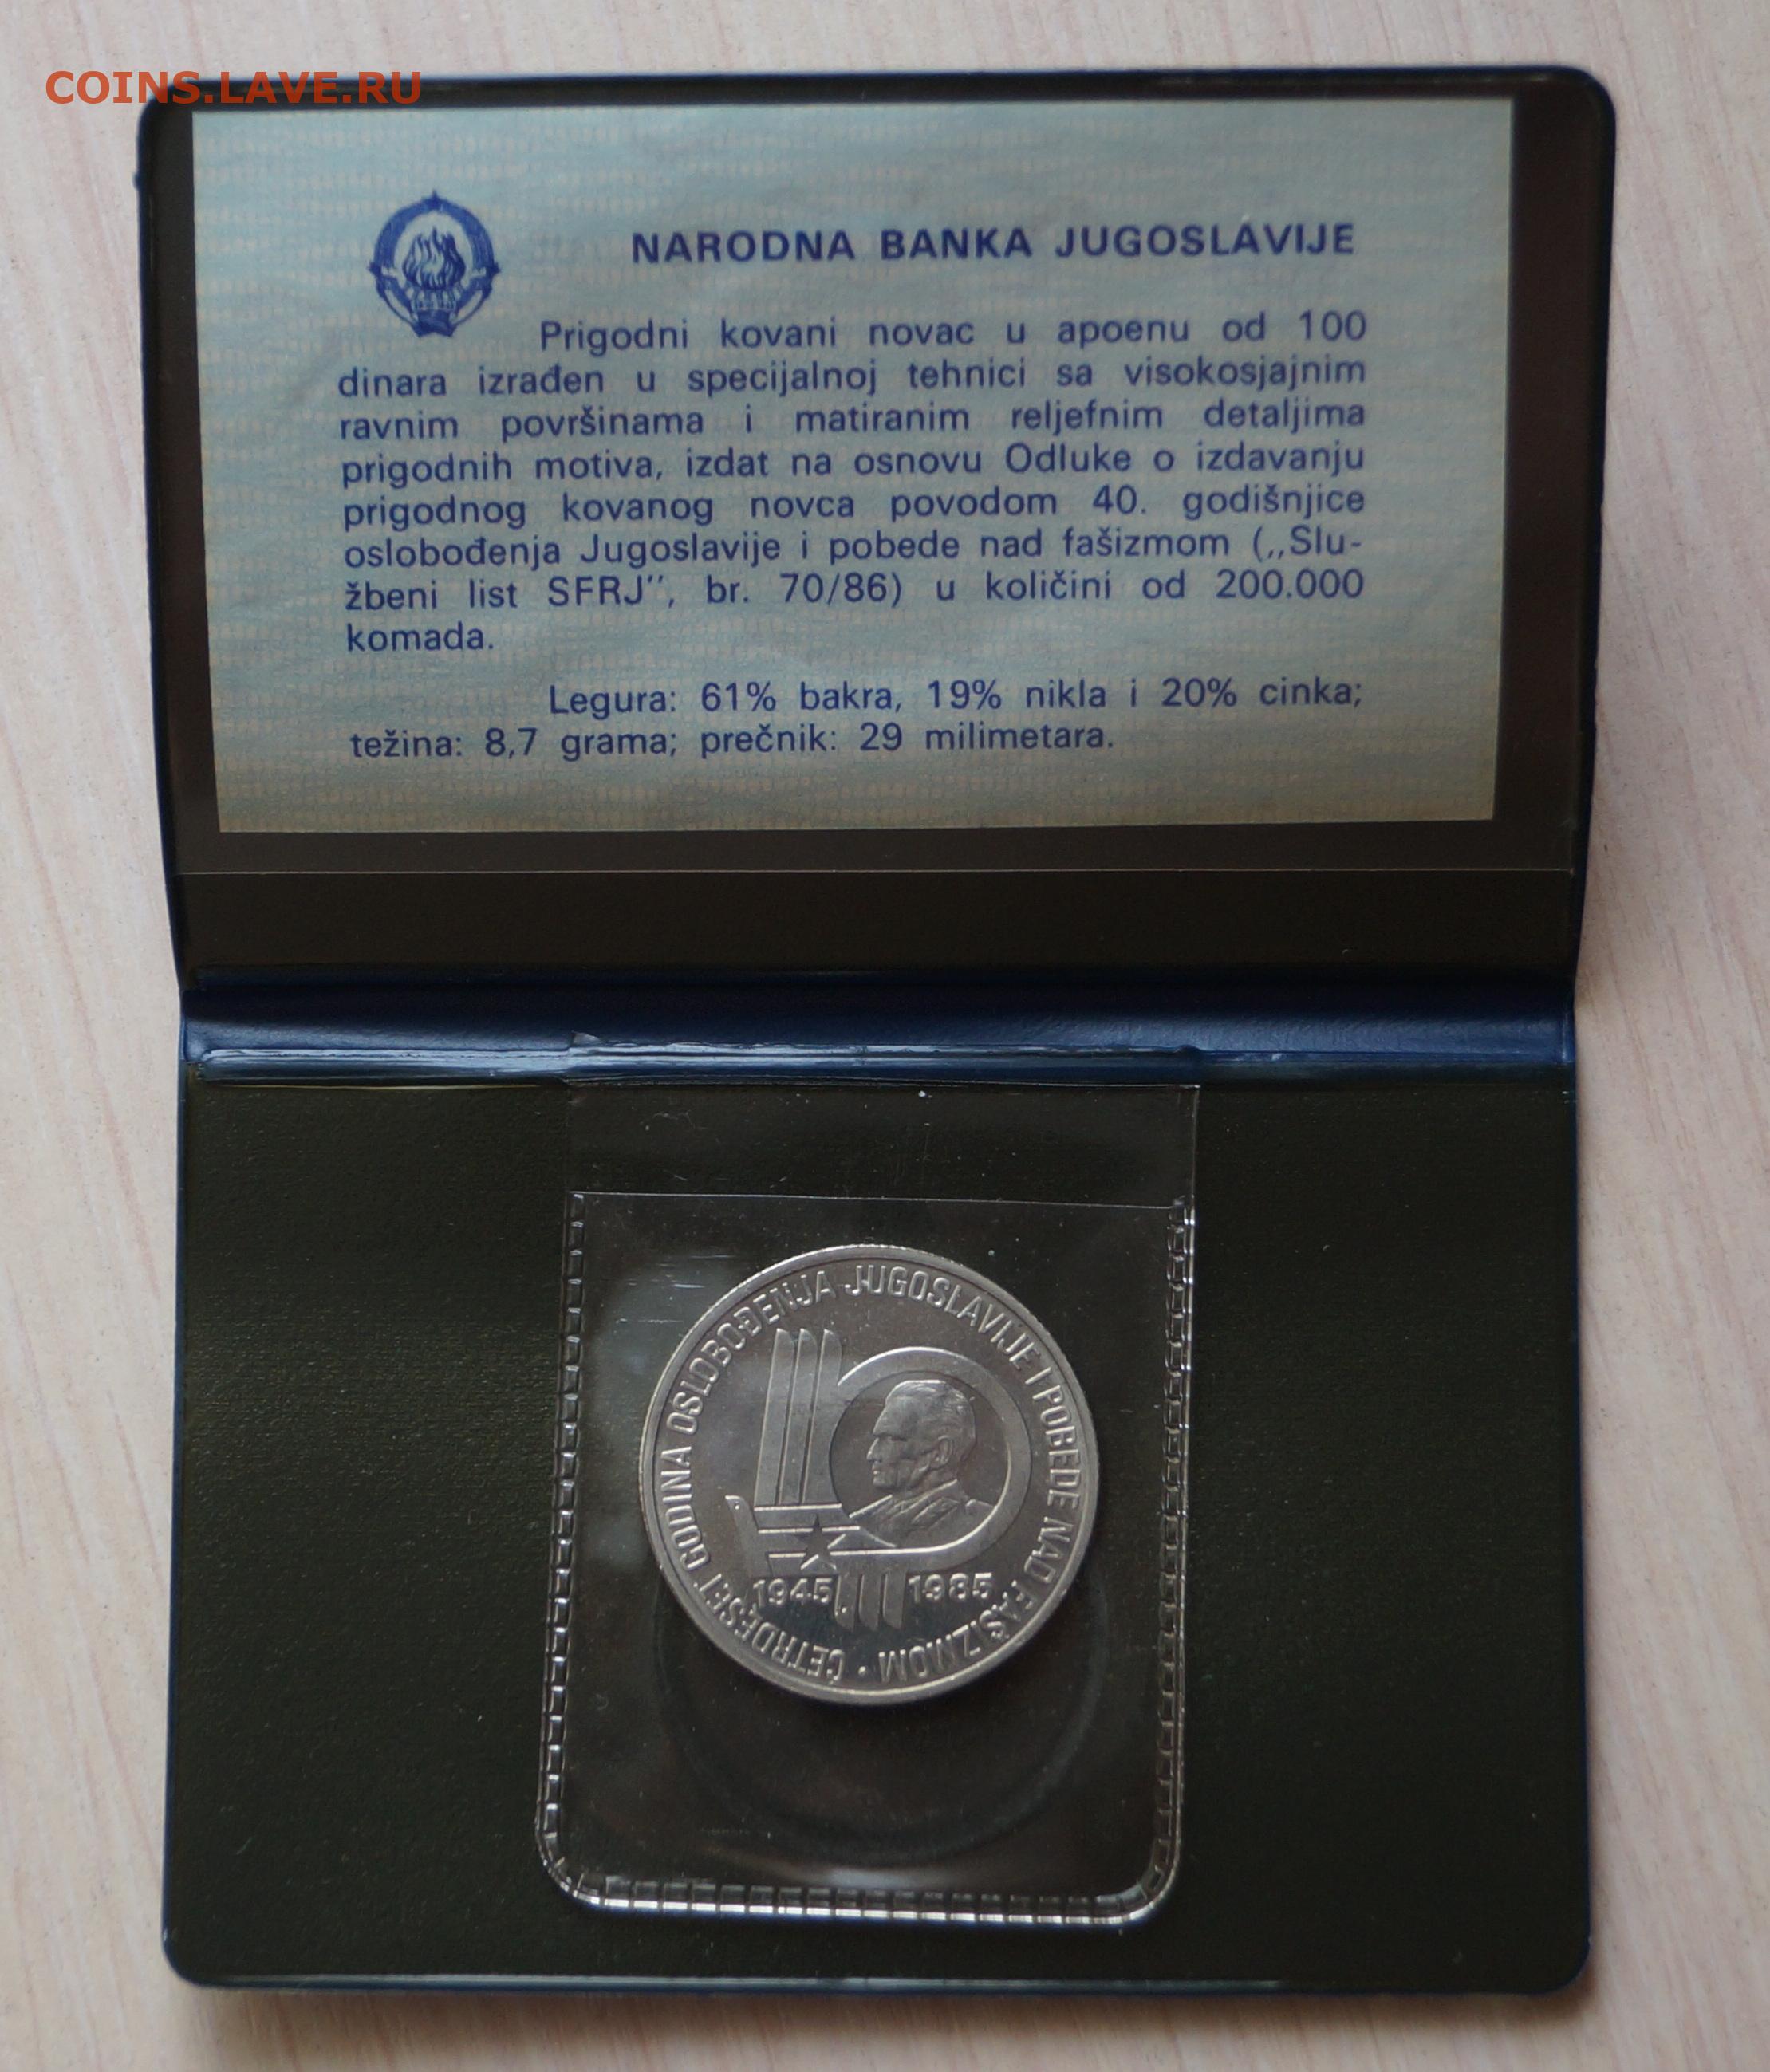 COINS.LAVE.RU
NARODNA BANKA JUGOSLAVIJE
Prigodni kovani novac u apoenu od 100
dinara izrađen u specijalnoj tehnici sa visokosjajnim
ravnim površinama i matiranim reljefnim detaljima
prigodnih motiva, izdat na osnovu Odluke o izdavanju
prigodnog kovanog novca povodom 40. godišnjice
oslobođenja Jugoslavije i pobede nad fašizmom („Slu-
žbeni list SFRJ”, br. 70/86) u količini od 200.000
komada.
Legura: 61% bakra, 19% nikla i 20% cinka;
težina: 8,7 grama; prečnik: 29 milimetara.
ČETRDESET GODINA OSLOBOĐENJA JUGOSLAVIJE I POBEDE NAD FAŠIZMOM •
1945 1985